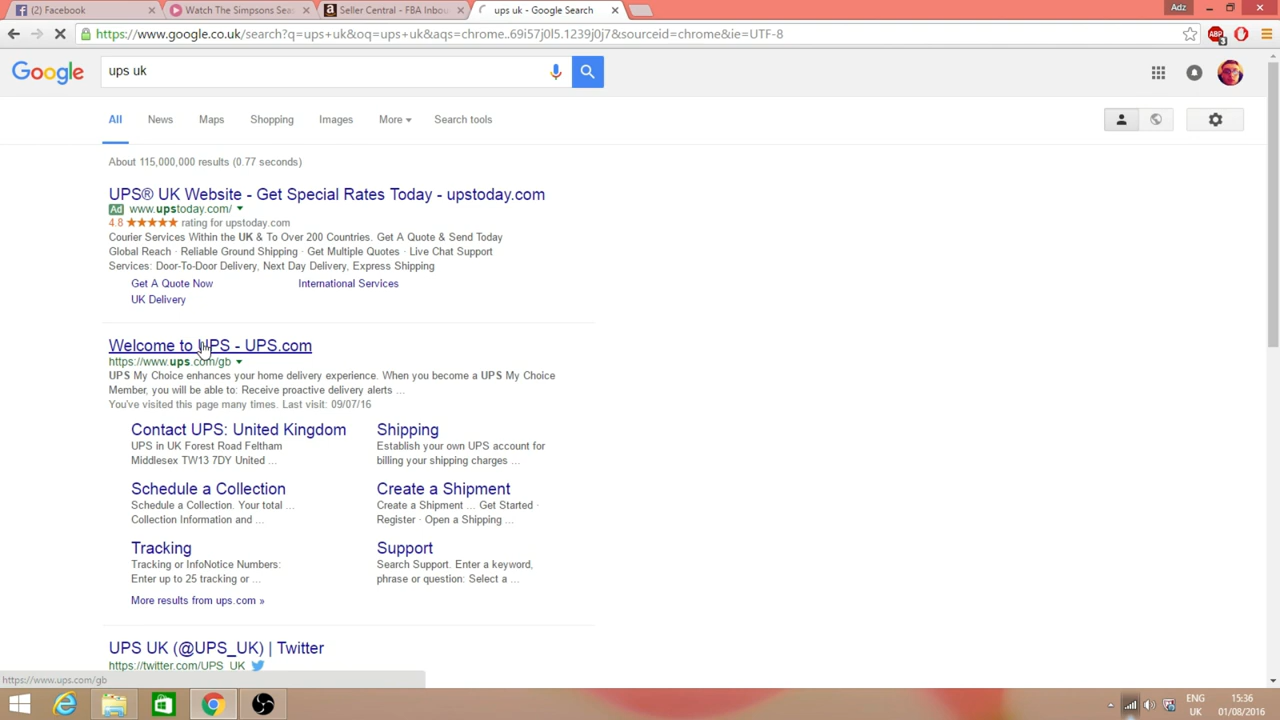 (2) Facebook
Watch The Simpsons Sea
Seller Central - FBA Inbou
ups uk - Google Search
Adz
https://www.google.co.uk/search?q=ups+uk&oq=ups+uk&aqs=chrome..69i57j0l5.1239j0j7&sourceid=chrome&ie=UTF-8
ABP
3
Google
ups uk
All
News
Maps
Shopping
Images
More
Search tools
About 115,000,000 results (0.77 seconds)
UPS® UK Website - Get Special Rates Today - upstoday.com
Ad www.upstoday.com/
4.8 ★★★★★ rating for upstoday.com
Courier Services Within the UK & To Over 200 Countries. Get A Quote & Send Today
Global Reach · Reliable Ground Shipping · Get Multiple Quotes · Live Chat Support
Services: Door-To-Door Delivery, Next Day Delivery, Express Shipping
Get A Quote Now
International Services
UK Delivery
Welcome to UPS - UPS.com
https://www.ups.com/gb
UPS My Choice enhances your home delivery experience. When you become a UPS My Choice
Member, you will be able to: Receive proactive delivery alerts ...
You've visited this page many times. Last visit: 09/07/16
Contact UPS: United Kingdom
UPS in UK Forest Road Feltham
Middlesex TW13 7DY United ...
Shipping
Establish your own UPS account for
billing your shipping charges ...
Schedule a Collection
Schedule a Collection. Your total ...
Collection Information and ...
Create a Shipment
Create a Shipment ... Get Started ·
Register · Open a Shipping ...
Tracking
Tracking or InfoNotice Numbers:
Enter up to 25 tracking or ...
Support
Search Support. Enter a keyword,
phrase or question: Select a ...
More results from ups.com »
UPS UK (@UPS_UK) | Twitter
https://twitter.com/UPS_UK
https://www.ups.com/gb
ENG
UK
15:36
01/08/2016